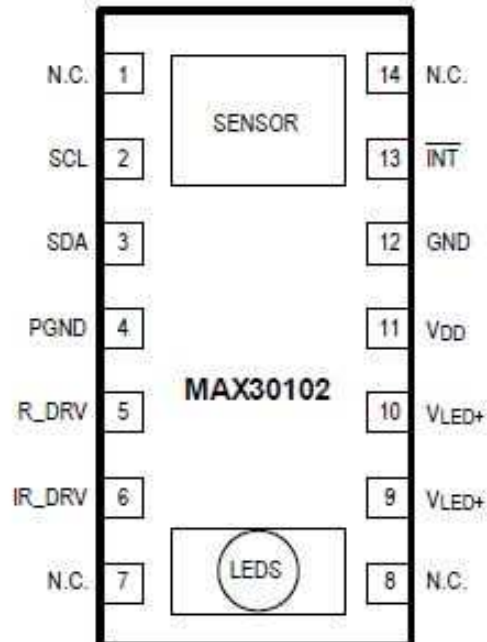 N.C. 1 SENSOR 14 N.C.
SCL 2 13 INT
SDA 3 12 GND
PGND 4 11 VDD
MAX30102
R_DRV 5 10 VLED+
IR_DRV 6 9 VLED+
N.C. 7 LEDS 8 N.C.